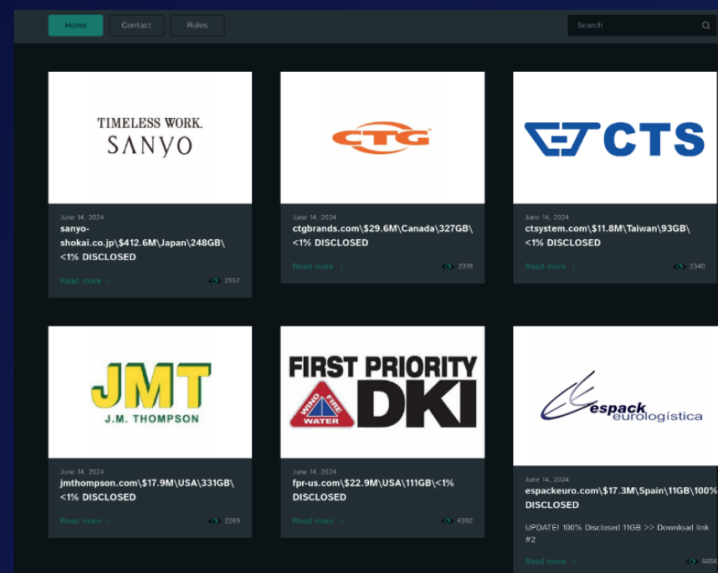 Home
Contact
Rules
Search
TIMELESS WORK.
SANYO
June 14, 2024
sanyo-
shokai.co.jp\$412.6M\Japan\248GB\
<1% DISCLOSED
Read more >
2557
CTG
June 14, 2024
ctgbrands.com\$29.6M\Canada\327GB\
<1% DISCLOSED
Read more >
2319
CTS
June 14, 2024
ctsystem.com\$11.8M\Taiwan\93GB\
<1% DISCLOSED
Read more >
2340
JMT
J.M. THOMPSON
June 14, 2024
jmthompson.com\$17.9M\USA\331GB\
<1% DISCLOSED
Read more >
2269
FIRST PRIORITY
WIND
FIRE
WATER
DKI
June 14, 2024
fpr-us.com\$22.9M\USA\111GB\<1%
DISCLOSED
Read more >
4392
espack
eurologística
June 14, 2024
espackeuro.com\$17.3M\Spain\11GB\100%
DISCLOSED
UPDATE! 100% Disclosed 11GB >> Download link
#2
Read more >
6656